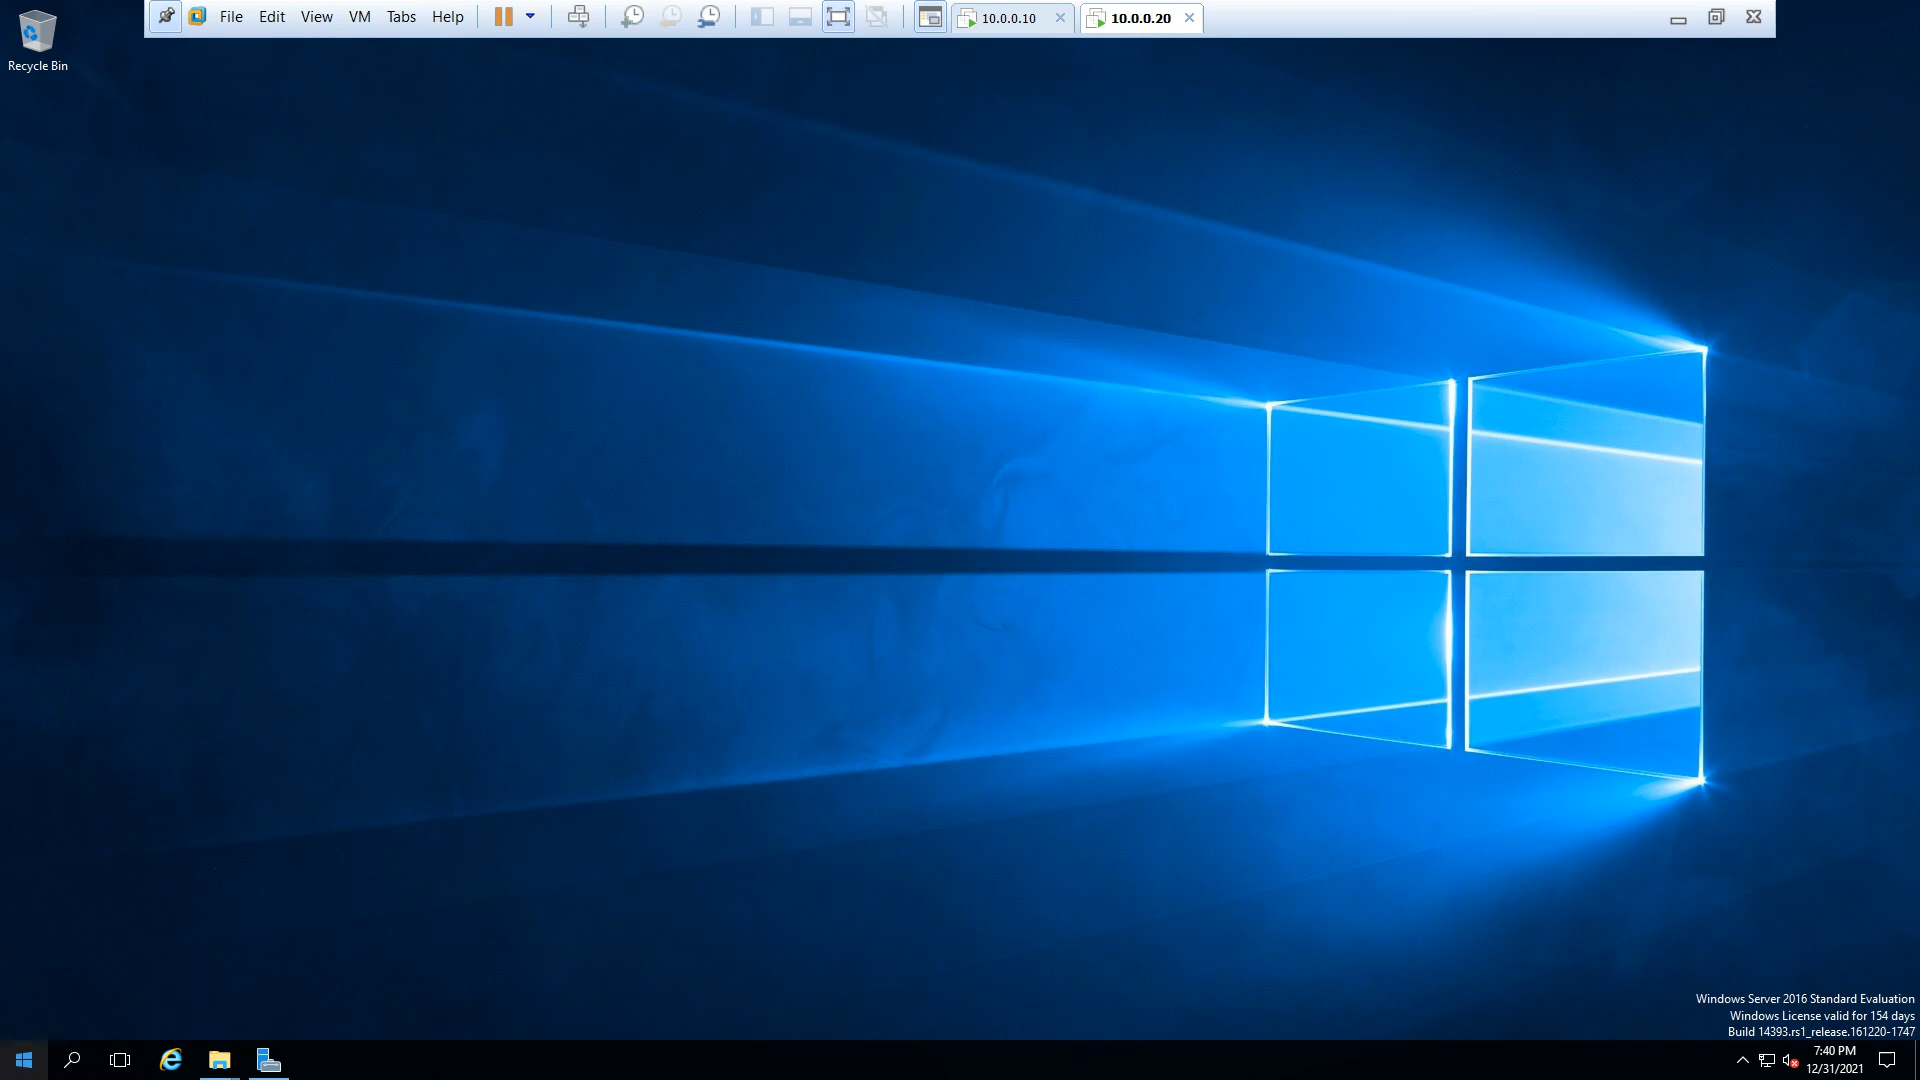 File Edit View VM Tabs Help
10.0.0.10
10.0.0.20
Recycle Bin
Windows Server 2016 Standard Evaluation
Windows License valid for 154 days
Build 14393.rs1_release.161220-1747
7:40 PM
12/31/2021